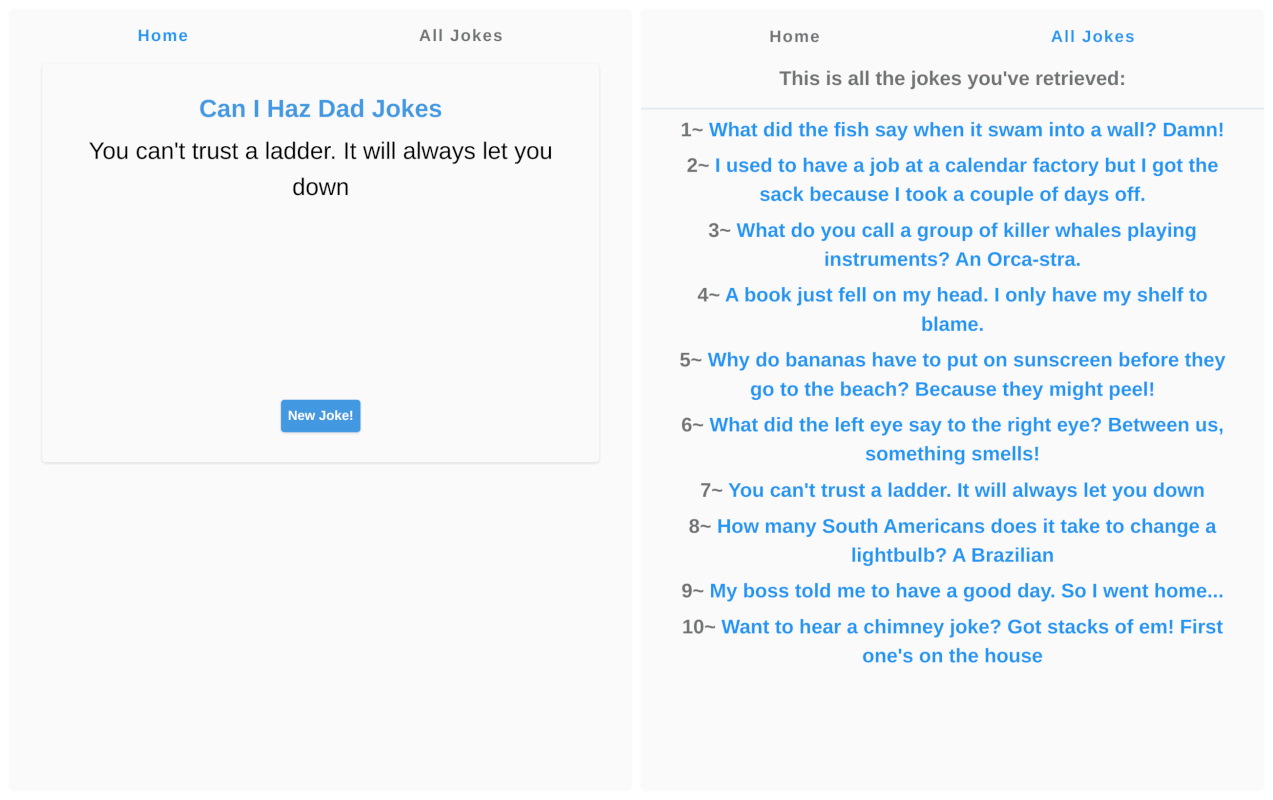 Home
All Jokes
Can I Haz Dad Jokes
You can't trust a ladder. It will always let you
down
New Joke!
Home
All Jokes
This is all the jokes you've retrieved:
1~ What did the fish say when it swam into a wall? Damn!
2~ I used to have a job at a calendar factory but I got the
sack because I took a couple of days off.
3~ What do you call a group of killer whales playing
instruments? An Orca-stra.
4~ A book just fell on my head. I only have my shelf to
blame.
5~ Why do bananas have to put on sunscreen before they
go to the beach? Because they might peel!
6~ What did the left eye say to the right eye? Between us,
something smells!
7~ You can't trust a ladder. It will always let you down
8~ How many South Americans does it take to change a
lightbulb? A Brazilian
9~ My boss told me to have a good day. So I went home...
10~ Want to hear a chimney joke? Got stacks of em! First
one's on the house